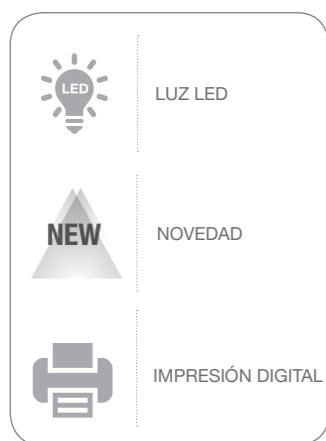 LED
LUZ LED
NEW
NOVEDAD
IMPRESIÓN DIGITAL